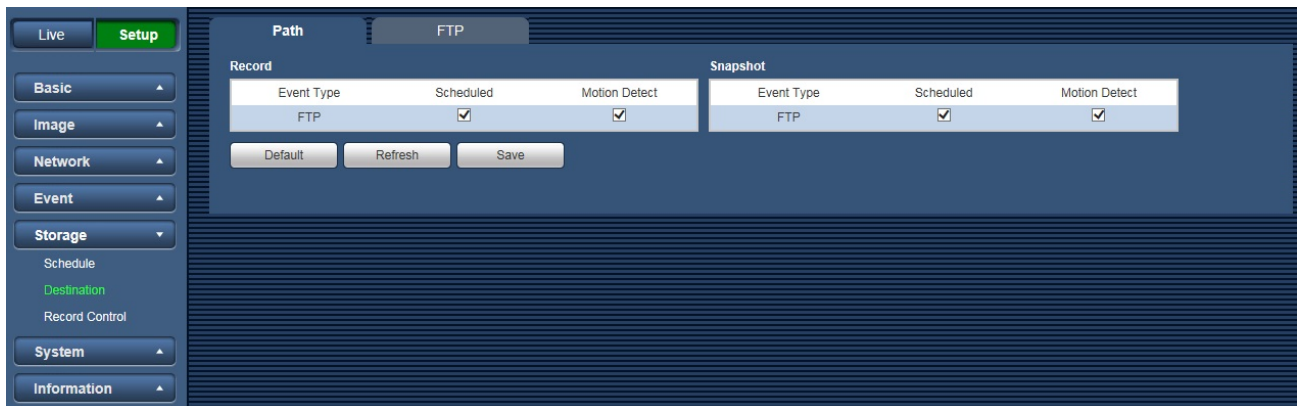 Live Setup
Path FTP
Basic
Image
Network
Event
Storage
Schedule
Destination
Record Control
System
Information
Record
Event Type Scheduled Motion Detect
FTP
Snapshot
Event Type Scheduled Motion Detect
FTP
Default Refresh Save